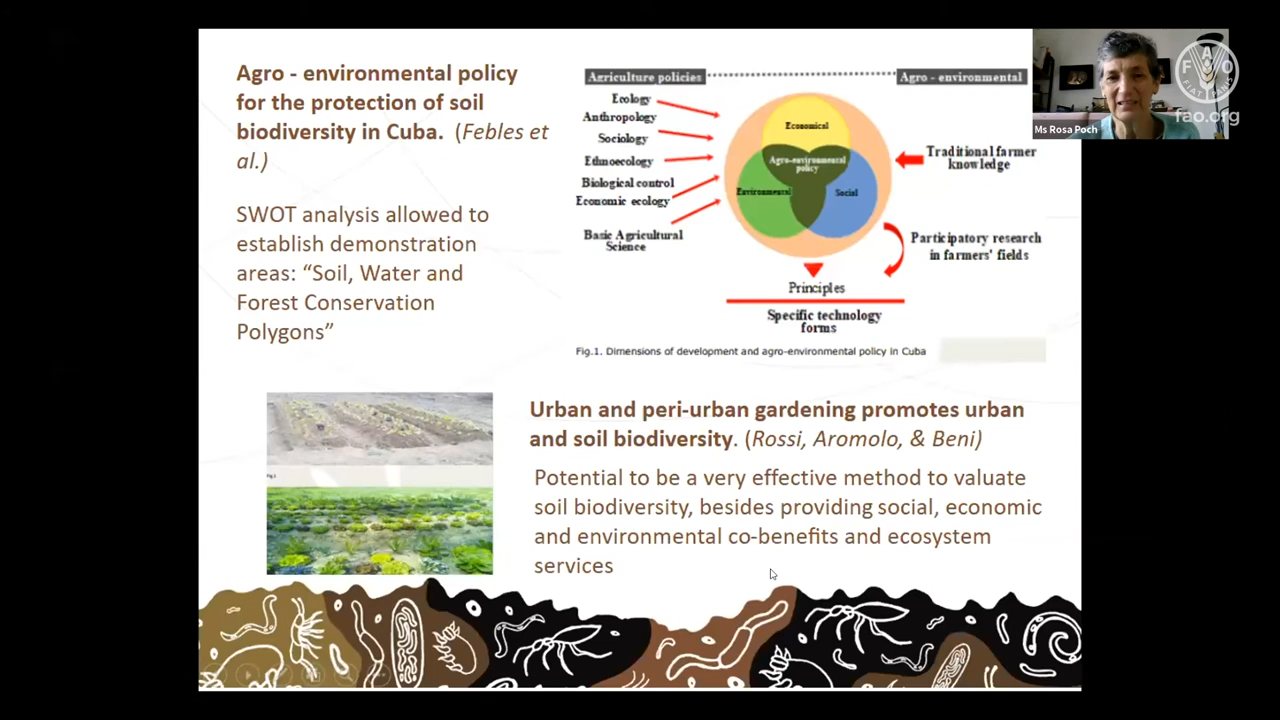 Agro - environmental policy
for the protection of soil
biodiversity in Cuba. (Febles et
al.)
SWOT analysis allowed to
establish demonstration
areas: “Soil, Water and
Forest Conservation
Polygons”
Agriculture policies
Agro - environmental
Ecology
Anthropology
Sociology
Ethnoecology
Biological control
Economic ecology
Basic Agricultural
Science
Economical
Agro-environmental
policy
Environmental
Social
Traditional farmer
knowledge
Participatory research
in farmers' fields
Principles
Specific technology
forms
Fig.1. Dimensions of development and agro-environmental policy in Cuba
Urban and peri-urban gardening promotes urban
and soil biodiversity. (Rossi, Aromolo, & Beni)
Potential to be a very effective method to valuate
soil biodiversity, besides providing social, economic
and environmental co-benefits and ecosystem
services
Ms Rosa Poch
F A O
FIAT PANIS
fao.org